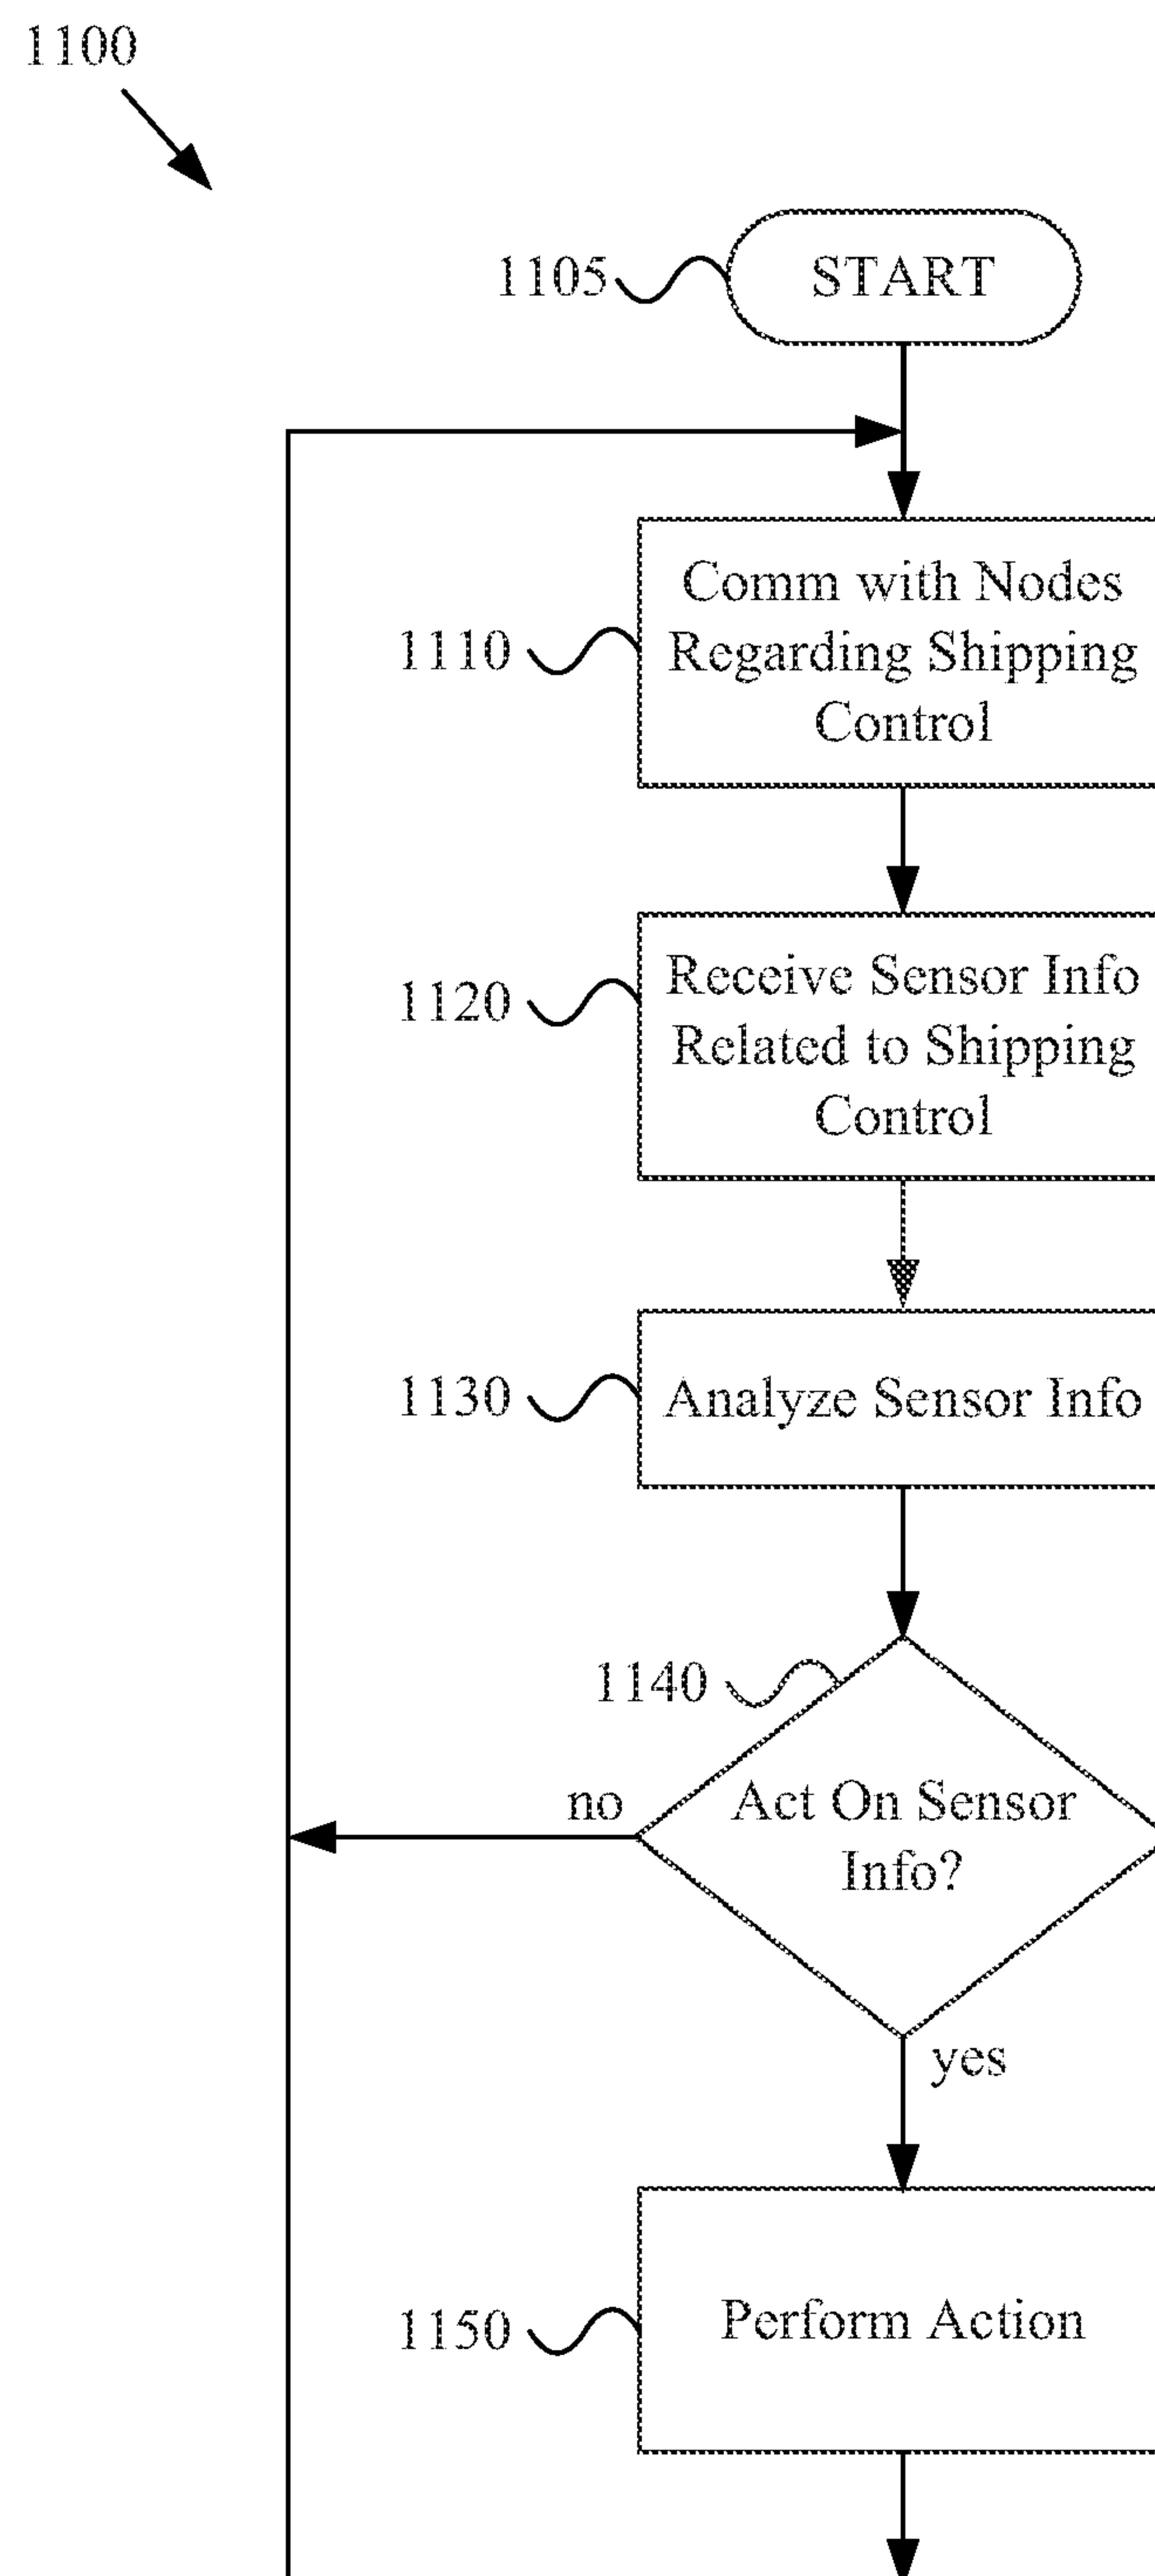 1100
1105
START
Comm with Nodes
1110
Regarding Shipping
Control
Receive Sensor Info
1120
Related to Shipping
Control
1130
Analyze Sensor Info
1140
no
Act On Sensor
Info?
yes
1150
Perform Action